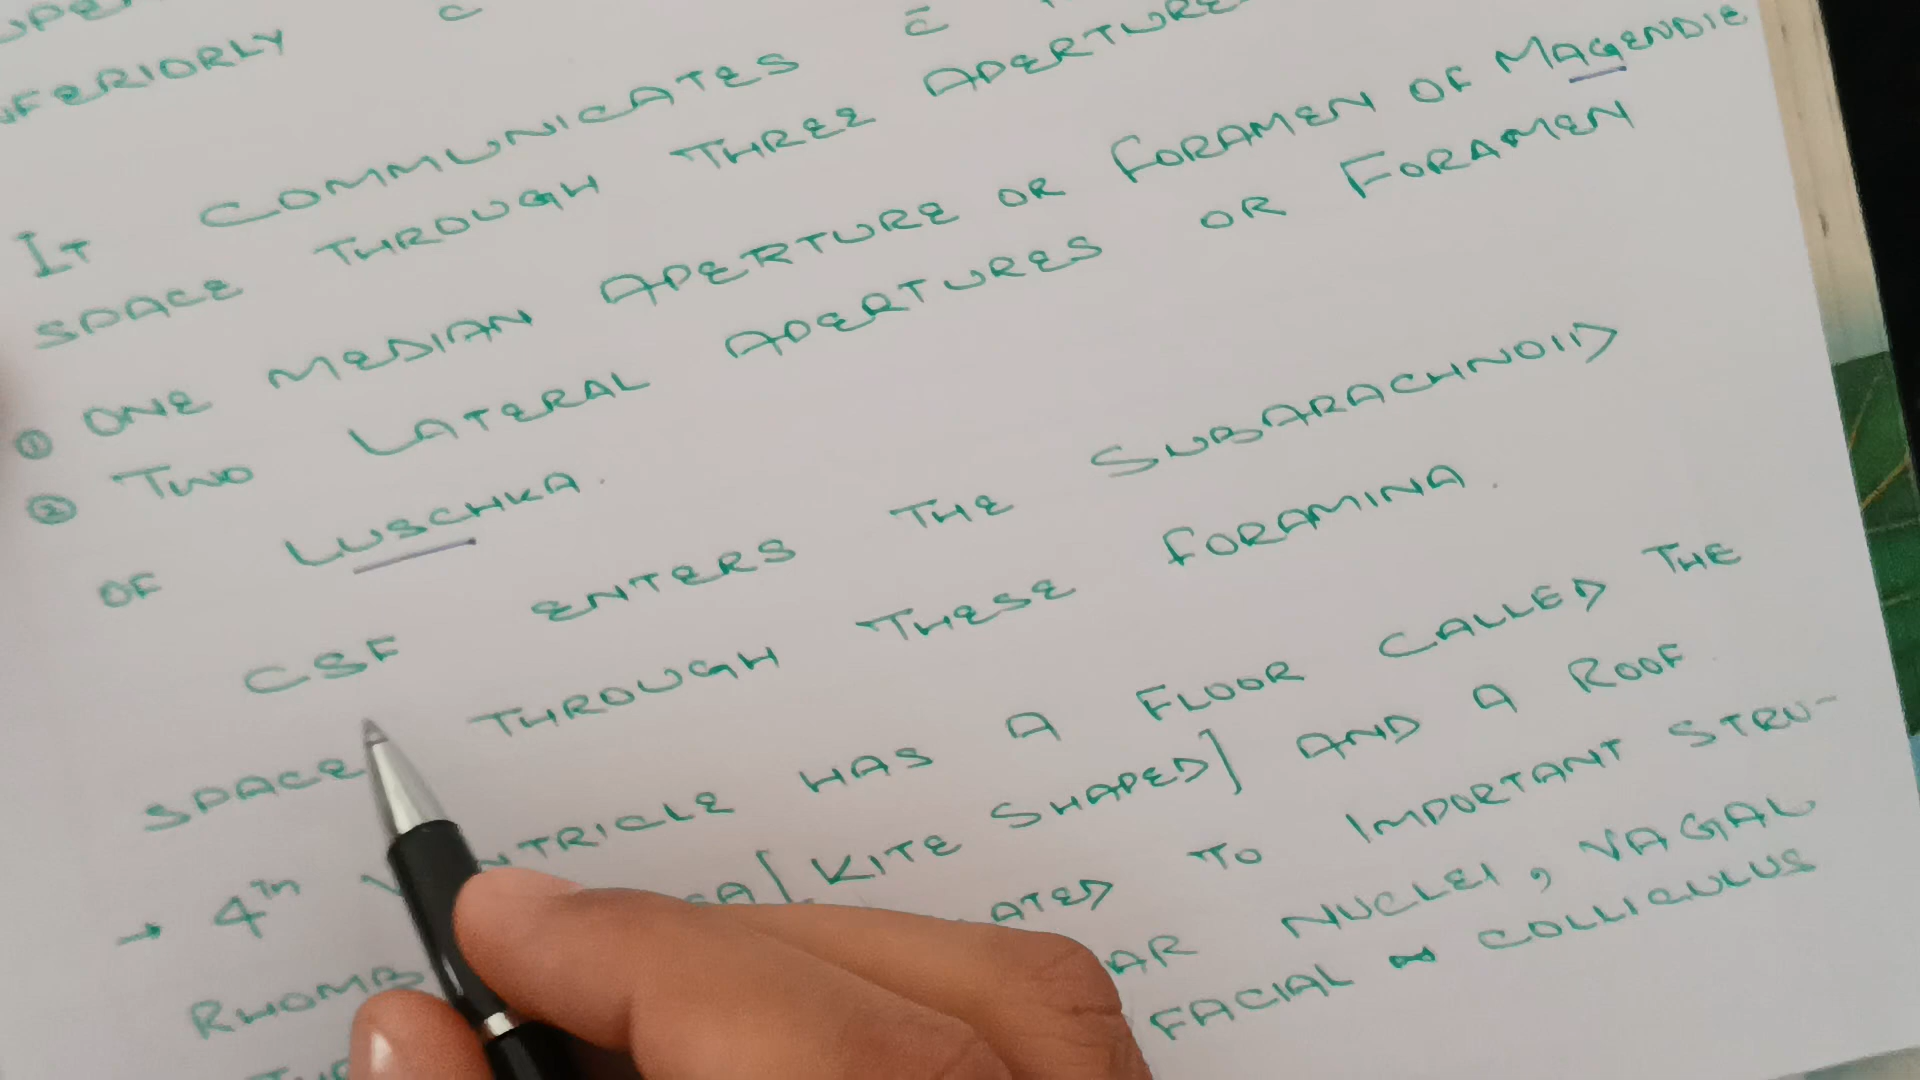 INFERIORLY c̄ c̄
IT COMMUNICATES
SPACE THROUGH THREE APERTURE
① ONE MEDIAN APERTURE OR FORAMEN OF MAGENDIE
② TWO LATERAL APERTURES OR FORAMEN
OF LUSCHKA.
CSF ENTERS THE SUBARACHNOID
SPACE THROUGH THESE FORAMINA.
→ 4TH VENTRICLE HAS A FLOOR CALLED THE
RHOMB [KITE SHAPED] AND A ROOF
ATED TO IMPORTANT STRU-
AR NUCLEI, VAGAL
FACIAL COLLICULUS